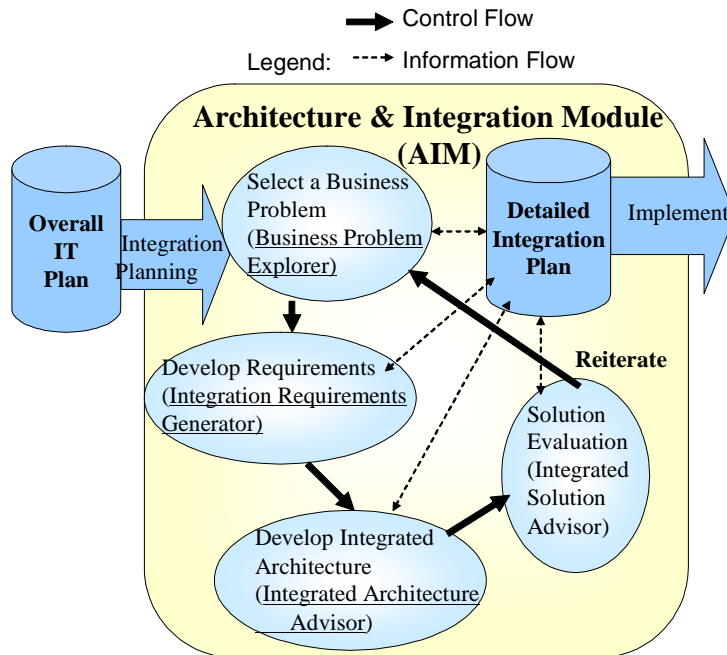 Control Flow
Legend:
Information Flow
Architecture & Integration Module
(AIM)
Overall
IT
Plan
Integration
Planning
Select a Business
Problem
(Business Problem
Explorer)
Detailed
Integration
Plan
Implement
Develop Requirements
(Integration Requirements
Generator)
Reiterate
Solution
Evaluation
(Integrated
Solution
Advisor)
Develop Integrated
Architecture
(Integrated Architecture
Advisor)